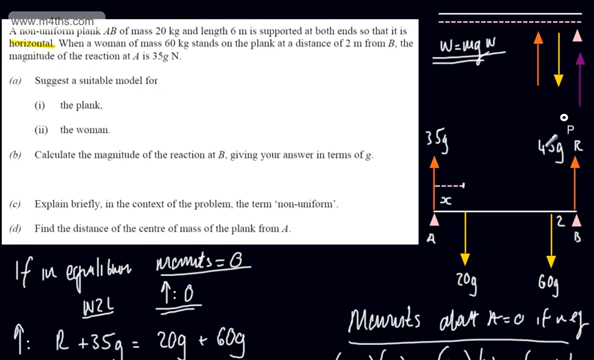 www.m4ths.com
A non-uniform plank AB of mass 20 kg and length 6 m is supported at both ends so that it is
horizontal. When a woman of mass 60 kg stands on the plank at a distance of 2 m from B, the
magnitude of the reaction at A is 35g N.
(a) Suggest a suitable model for
(i) the plank,
(ii) the woman.
(b) Calculate the magnitude of the reaction at B, giving your answer in terms of g.
(c) Explain briefly, in the context of the problem, the term ‘non-uniform’.
(d) Find the distance of the centre of mass of the plank from A.
W=mg N
P
35g
45g R
x
2
A
B
20g
60g
If in equilibrium moments = 0
N2L
↑: 0
↑: R + 35g = 20g + 60g
Moments about A=0 if in eq